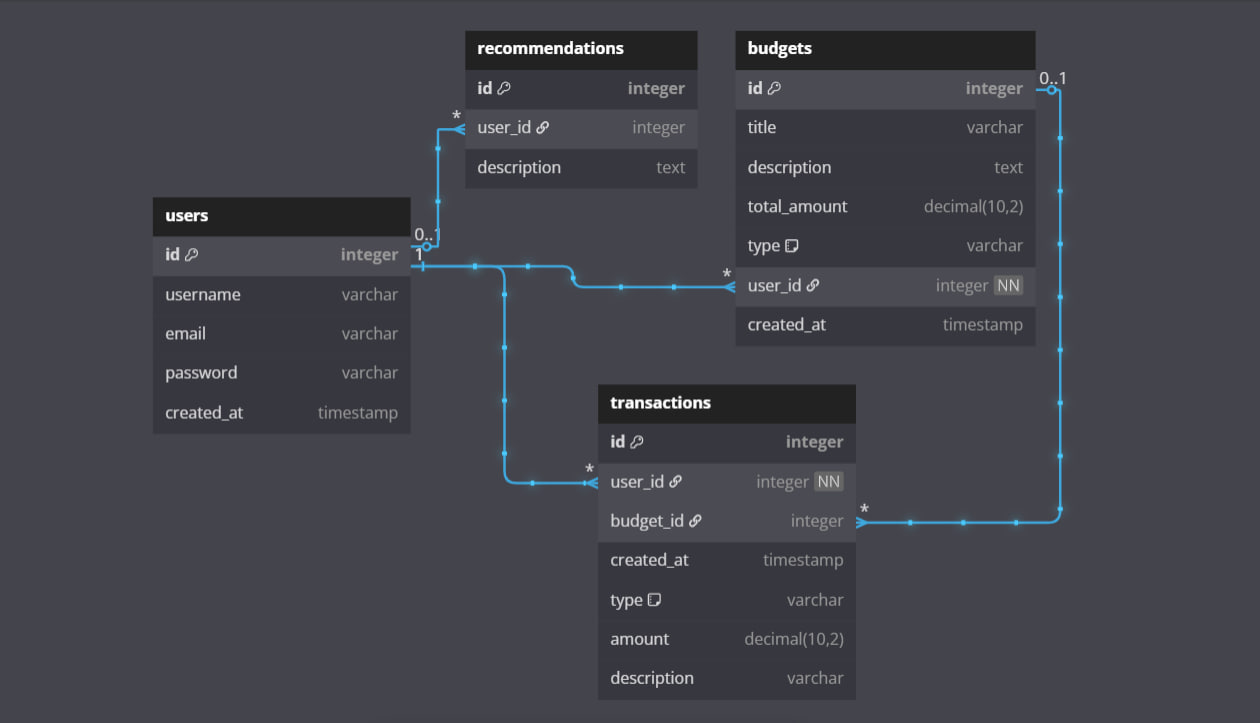 recommendations
id integer
user_id integer
description text
budgets
id integer
title varchar
description text
total_amount decimal(10,2)
type varchar
user_id integer NN
created_at timestamp
users
id integer
username varchar
email varchar
password varchar
created_at timestamp
transactions
id integer
user_id integer NN
budget_id integer
created_at timestamp
type varchar
amount decimal(10,2)
description varchar
*
0..1
1
*
*
*
0..1